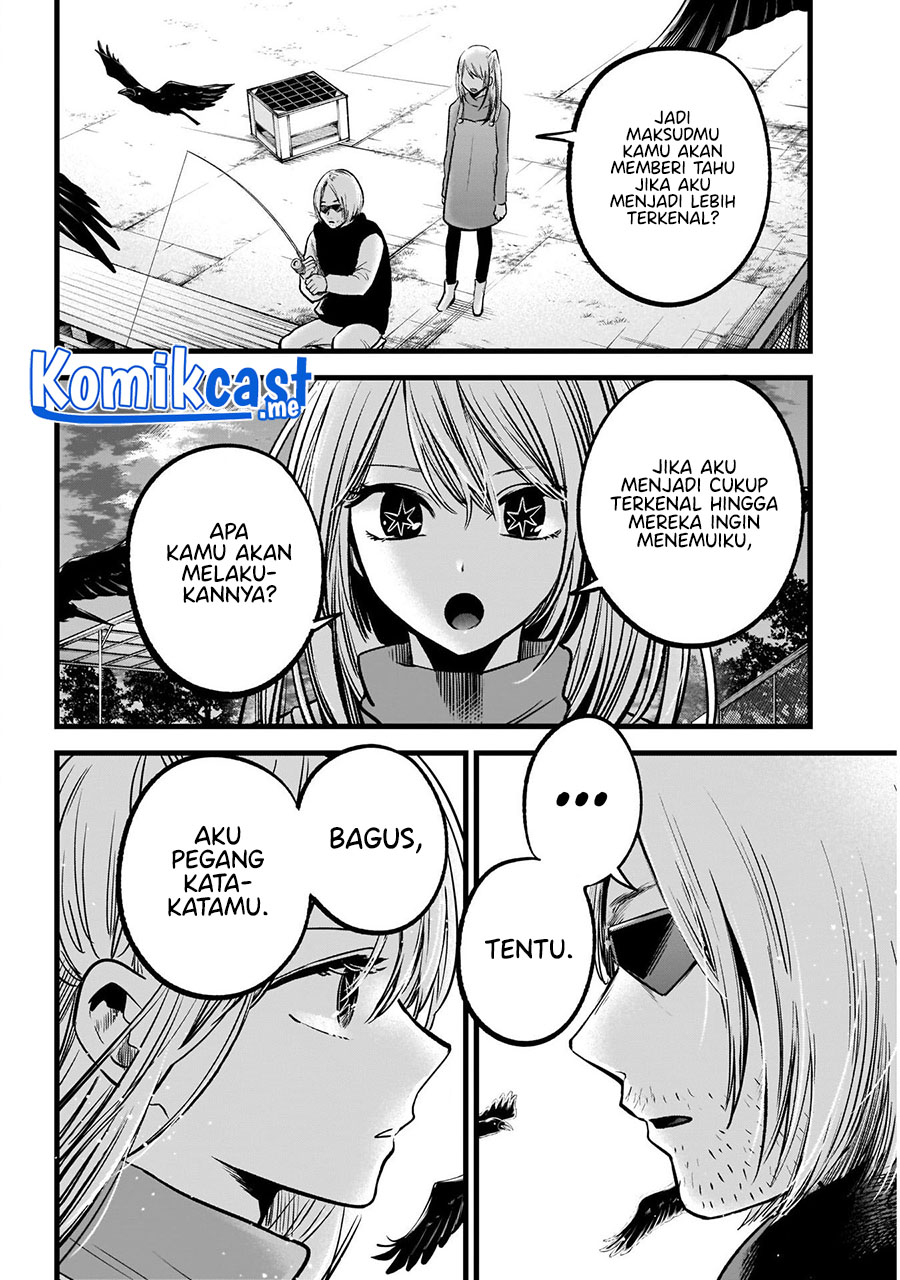 JADI
MAKSUDMU
KAMU AKAN
MEMBERI TAHU
JIKA AKU
MENJADI LEBIH
TERKENAL?
Komikcast
.me
JIKA AKU
MENJADI CUKUP
TERKENAL HINGGA
MEREKA INGIN
MENEMUIKU,
APA
KAMU AKAN
MELAKU-
KANNYA?
...
TENTU.
BAGUS,
AKU
PEGANG
KATA-
KATAMU.